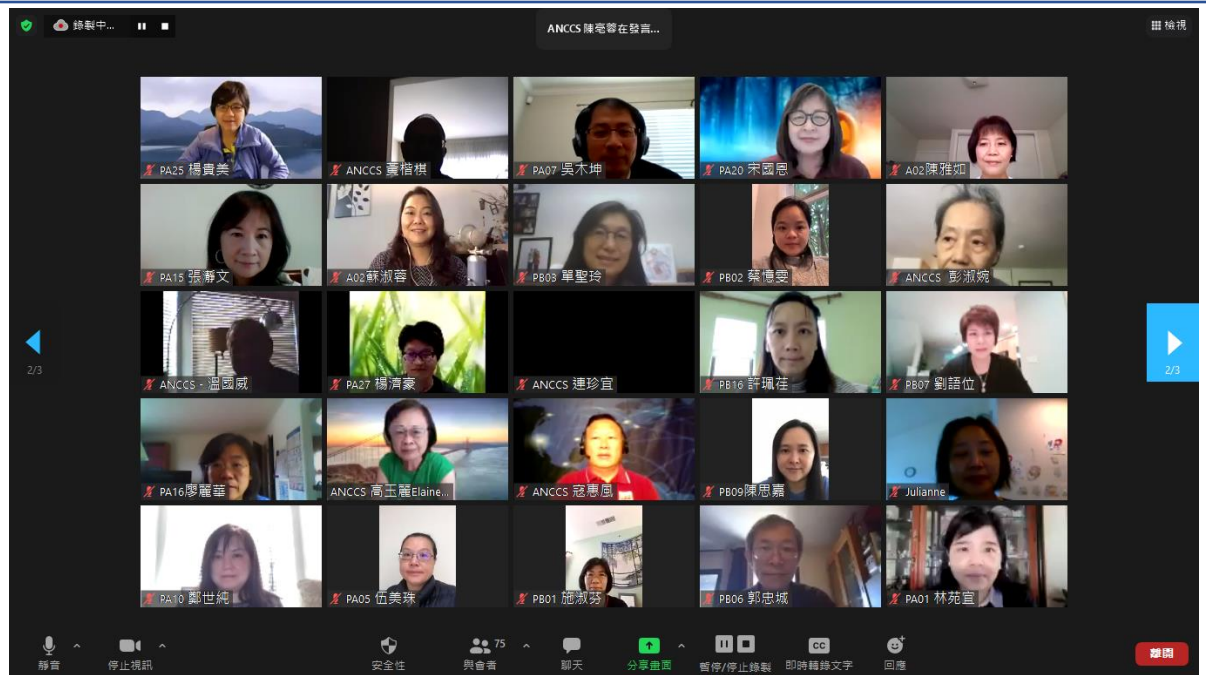 錄製中...
ANCCS 陳亮蓉在發言...
檢視
PA25 楊貴美
ANCCS 黃楷棋
PA07 吳木坤
PA20 宋國恩
A02陳雅如
PA15 張瀞文
A02蘇淑蓉
PB03 單聖玲
PB02 蔡憶雯
ANCCS 彭淑婉
2/3
ANCCS - 溫國威
PA27 楊濟豪
ANCCS 連珍宜
PB16 許珮荏
PB07 劉語位
2/3
PA16廖麗華
ANCCS 高玉麗Elaine...
ANCCS 寇惠風
PB09陳思嘉
Julianne
PA10 鄭世純
PA05 伍美珠
PB01 施淑芬
PB06 郭忠城
PA01 林苑宜
靜音
停止視訊
安全性
75
與會者
聊天
分享畫面
暫停/停止錄製
CC
即時轉錄文字
回應
離開